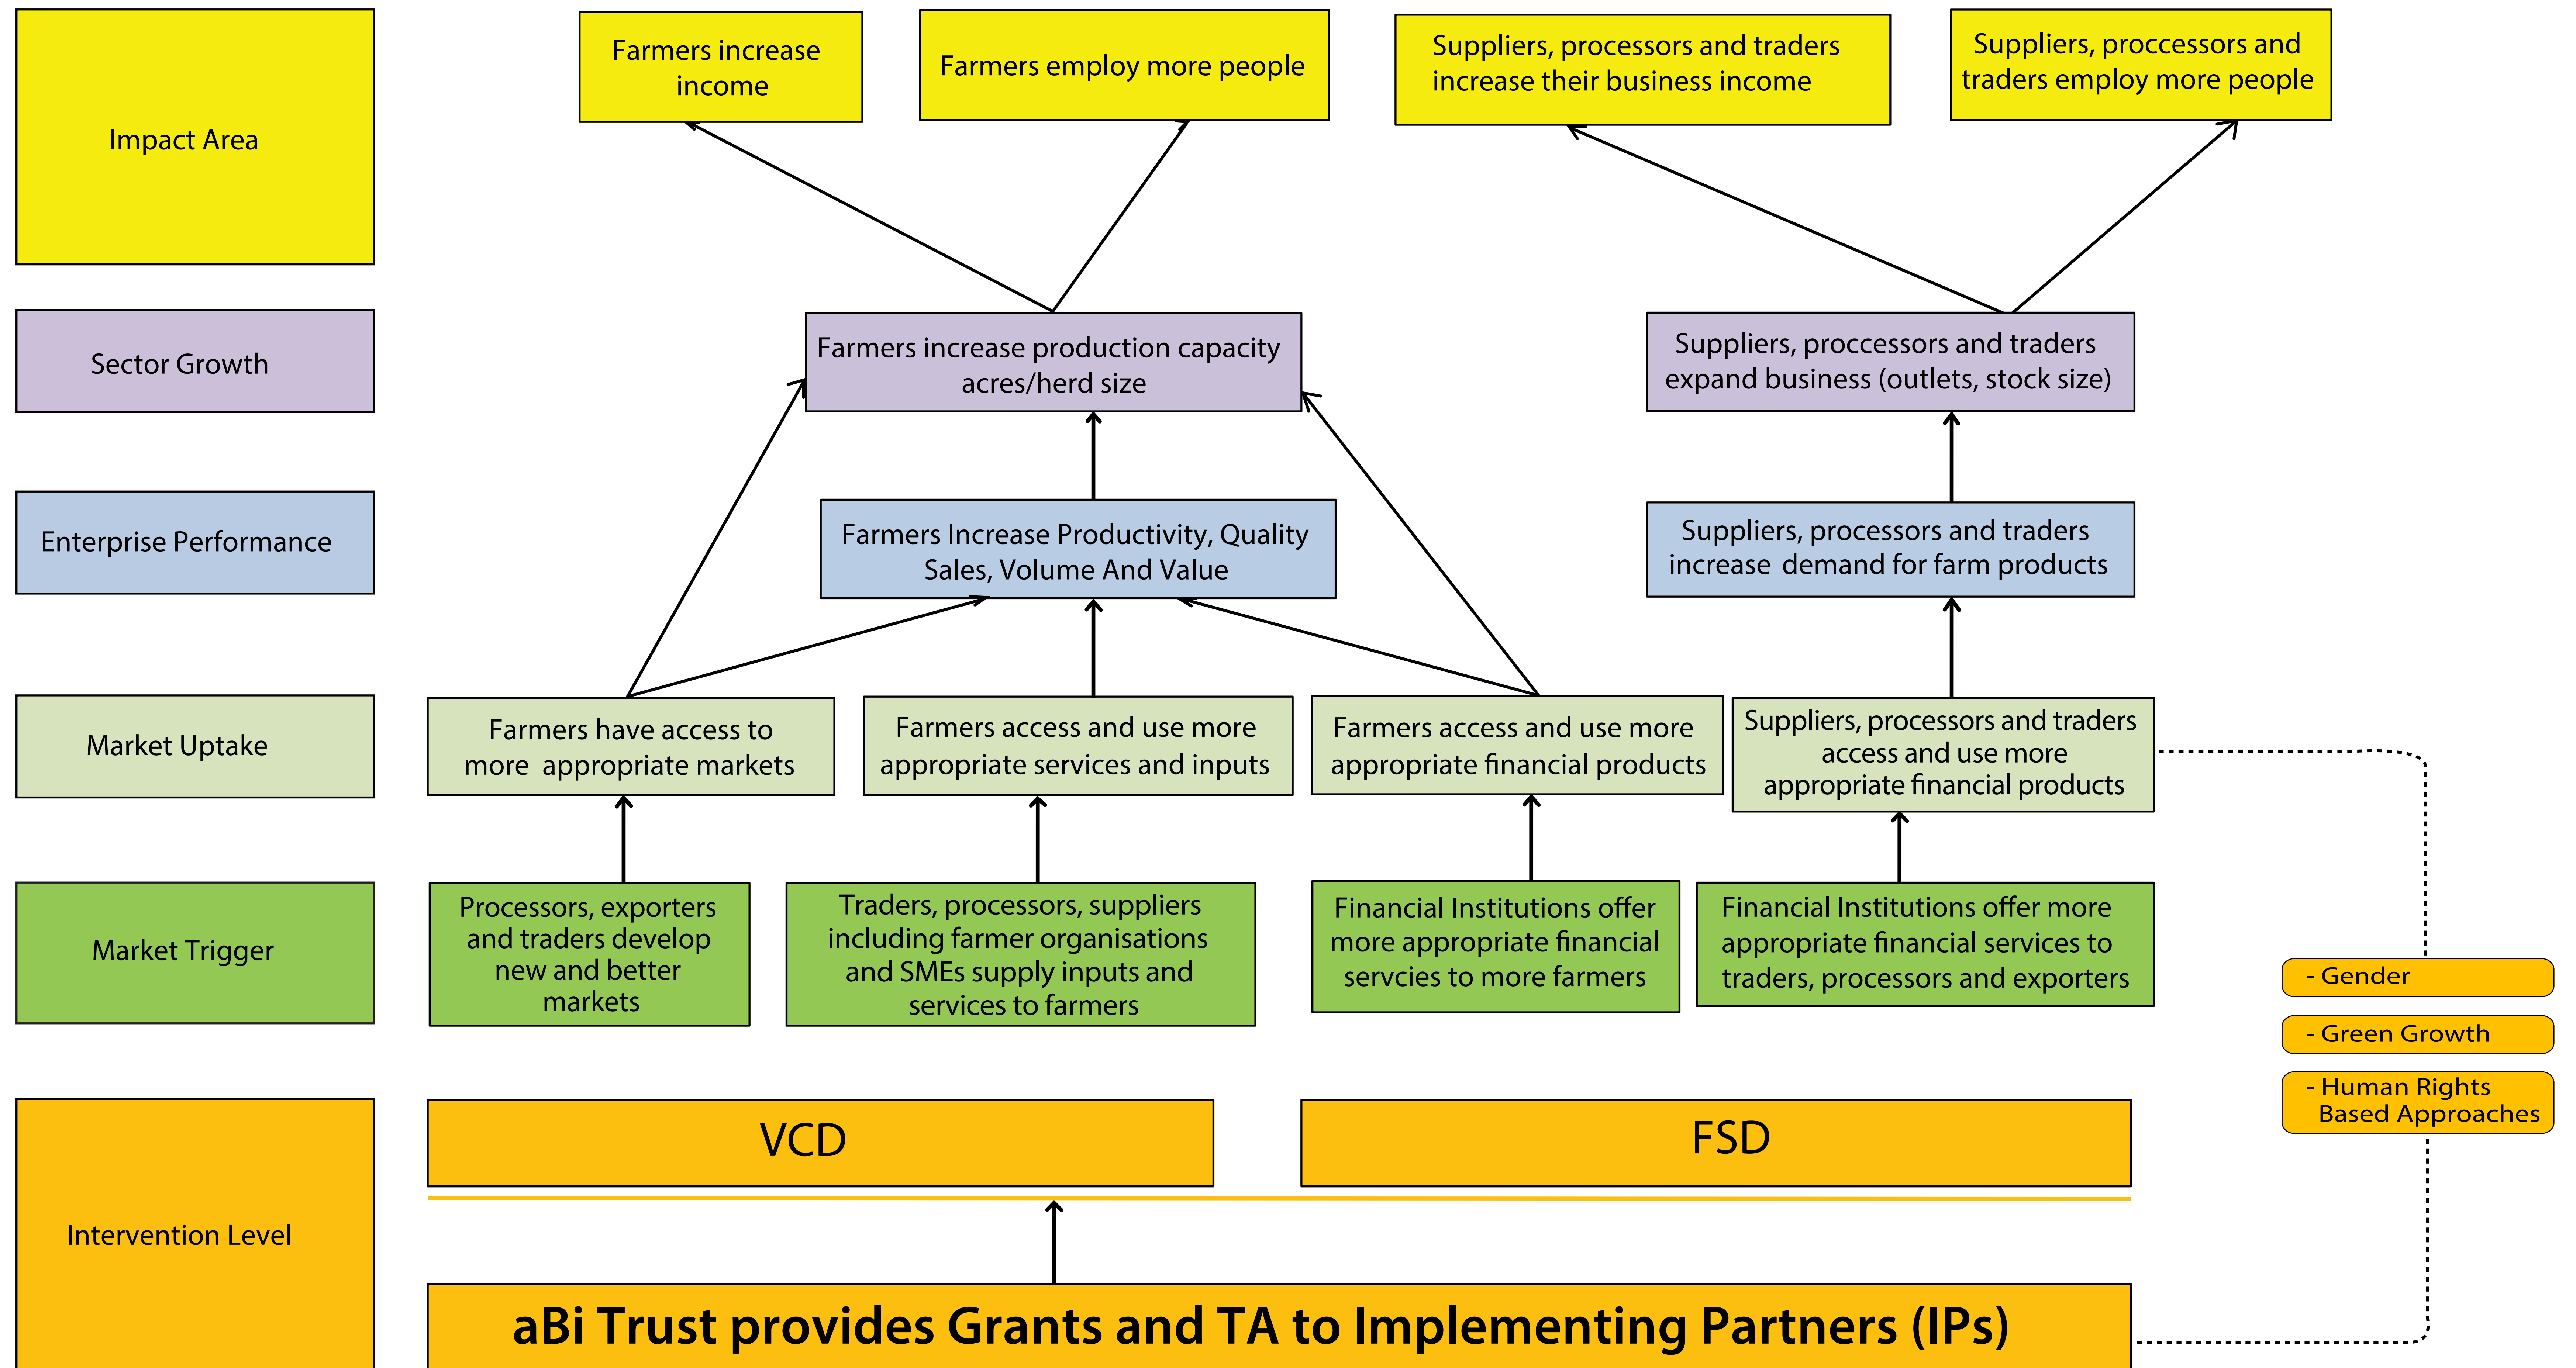 Impact Area
Farmers increase
income
Farmers employ more people
Suppliers, processors and traders
increase their business income
Suppliers, proccessors and
traders employ more people
Sector Growth
Farmers increase production capacity
acres/herd size
Suppliers, proccessors and traders
expand business (outlets, stock size)
Enterprise Performance
Farmers Increase Productivity, Quality
Sales, Volume And Value
Suppliers, processors and traders
increase demand for farm products
Market Uptake
Farmers have access to
more appropriate markets
Farmers access and use more
appropriate services and inputs
Farmers access and use more
appropriate financial products
Suppliers, processors and traders
access and use more
appropriate financial products
Market Trigger
Processors, exporters
and traders develop
new and better
markets
Traders, processors, suppliers
including farmer organisations
and SMEs supply inputs and
services to farmers
Financial Institutions offer
more appropriate financial
servcies to more farmers
Financial Institutions offer more
appropriate financial services to
traders, processors and exporters
- Gender
- Green Growth
- Human Rights
Based Approaches
Intervention Level
VCD
FSD
aBi Trust provides Grants and TA to Implementing Partners (IPs)